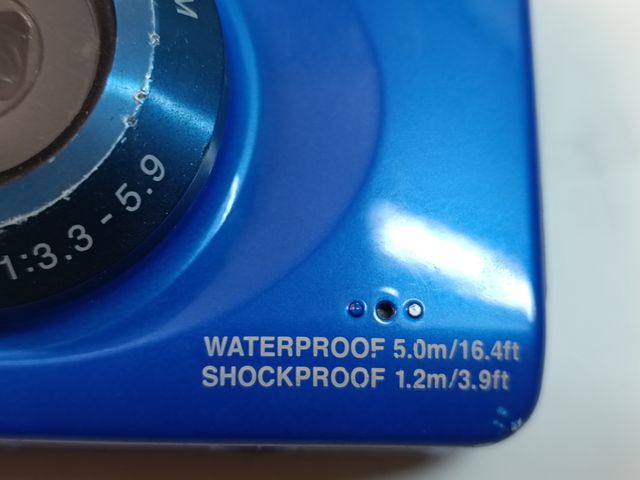 M
1:3.3 - 5.9
WATERPROOF 5.0m/16.4ft
SHOCKPROOF 1.2m/3.9ft